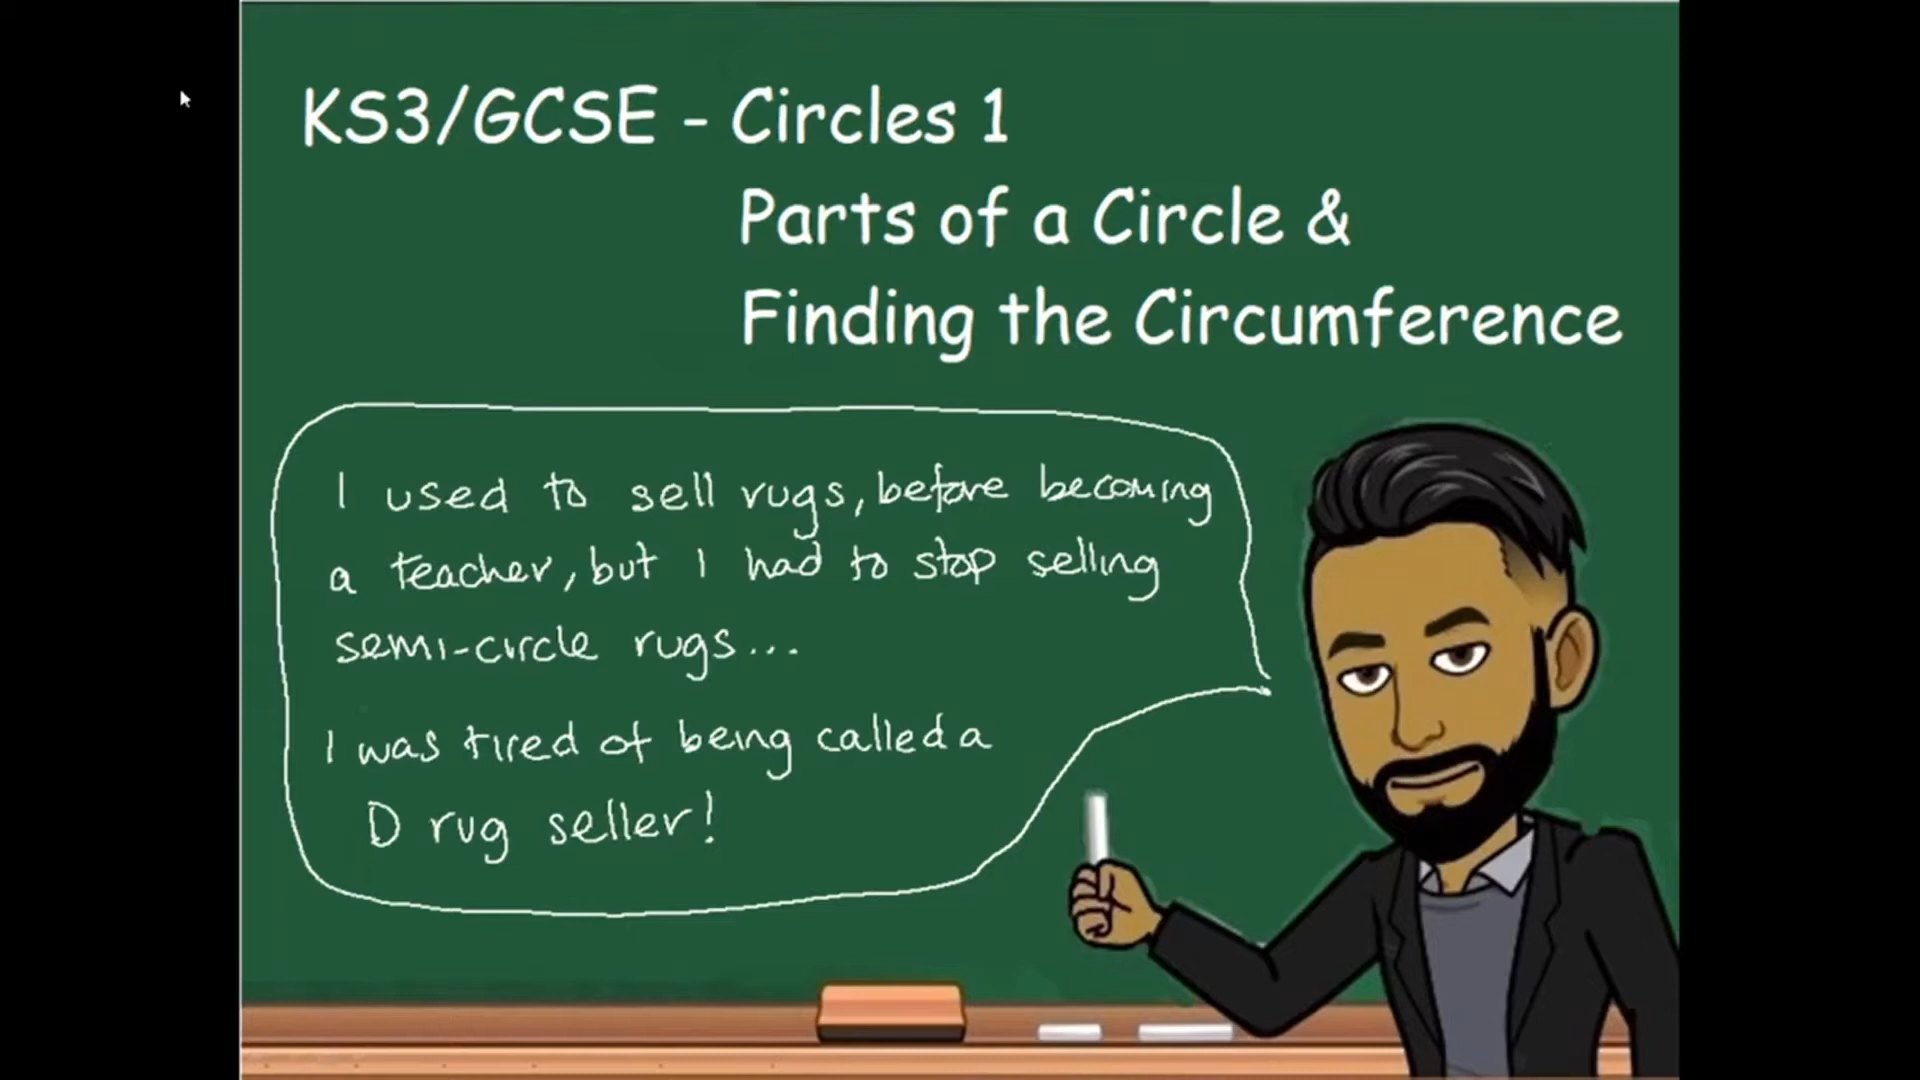 KS3/GCSE - Circles 1
Parts of a Circle &
Finding the Circumference
I used to sell rugs, before becoming
a teacher, but I had to stop selling
semi-circle rugs...
I was tired of being called a
D rug seller!